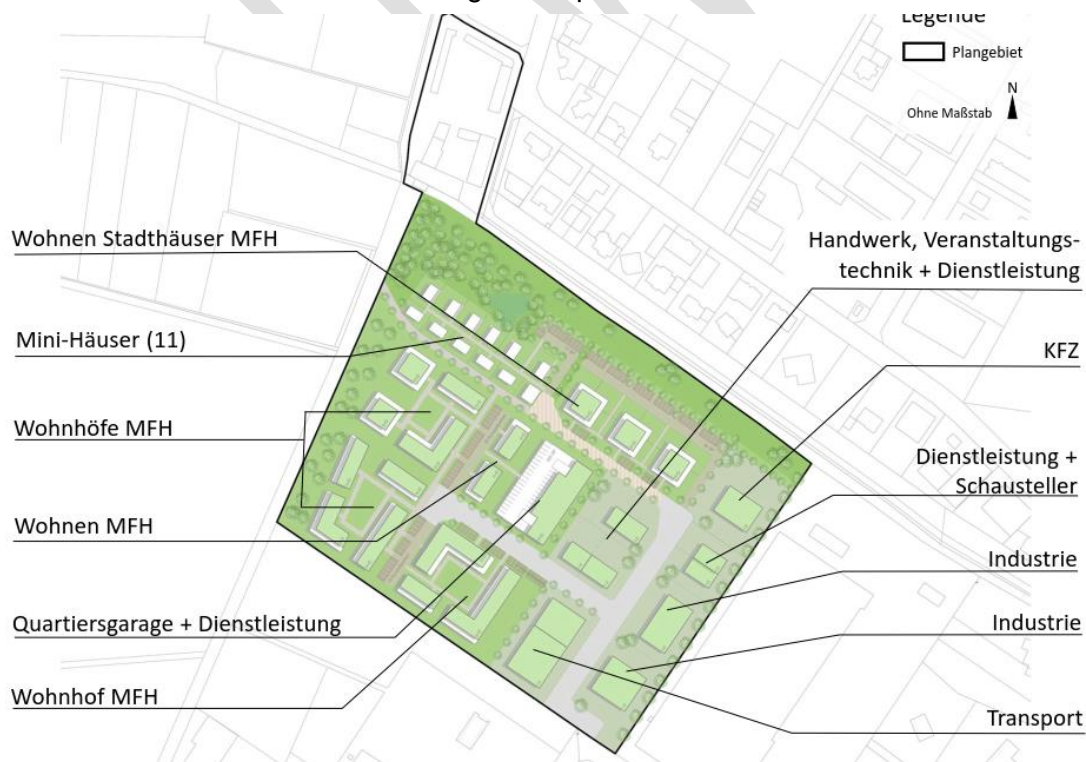 Legende
Plangebiet
N
Ohne Maßstab
Wohnen Stadthäuser MFH
Mini-Häuser (11)
Wohnhöfe MFH
Wohnen MFH
Quartiersgarage + Dienstleistung
Wohnhof MFH
Handwerk, Veranstaltungs-
technik + Dienstleistung
KFZ
Dienstleistung +
Schausteller
Industrie
Industrie
Transport